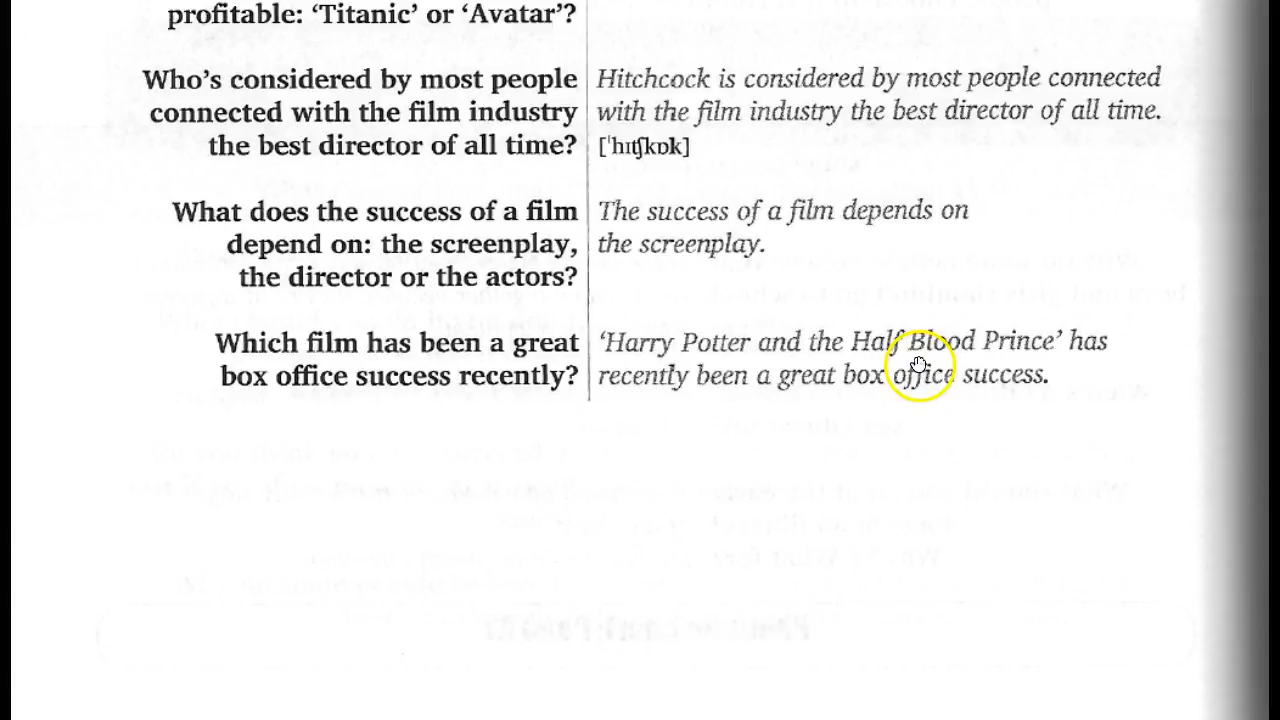 profitable: ‘Titanic’ or ‘Avatar’?
Who’s considered by most people
connected with the film industry
the best director of all time?
Hitchcock is considered by most people connected
with the film industry the best director of all time.
[ˈhɪtʃkɒk]
What does the success of a film
depend on: the screenplay,
the director or the actors?
The success of a film depends on
the screenplay.
Which film has been a great
box office success recently?
‘Harry Potter and the Half Blood Prince’ has
recently been a great box office success.